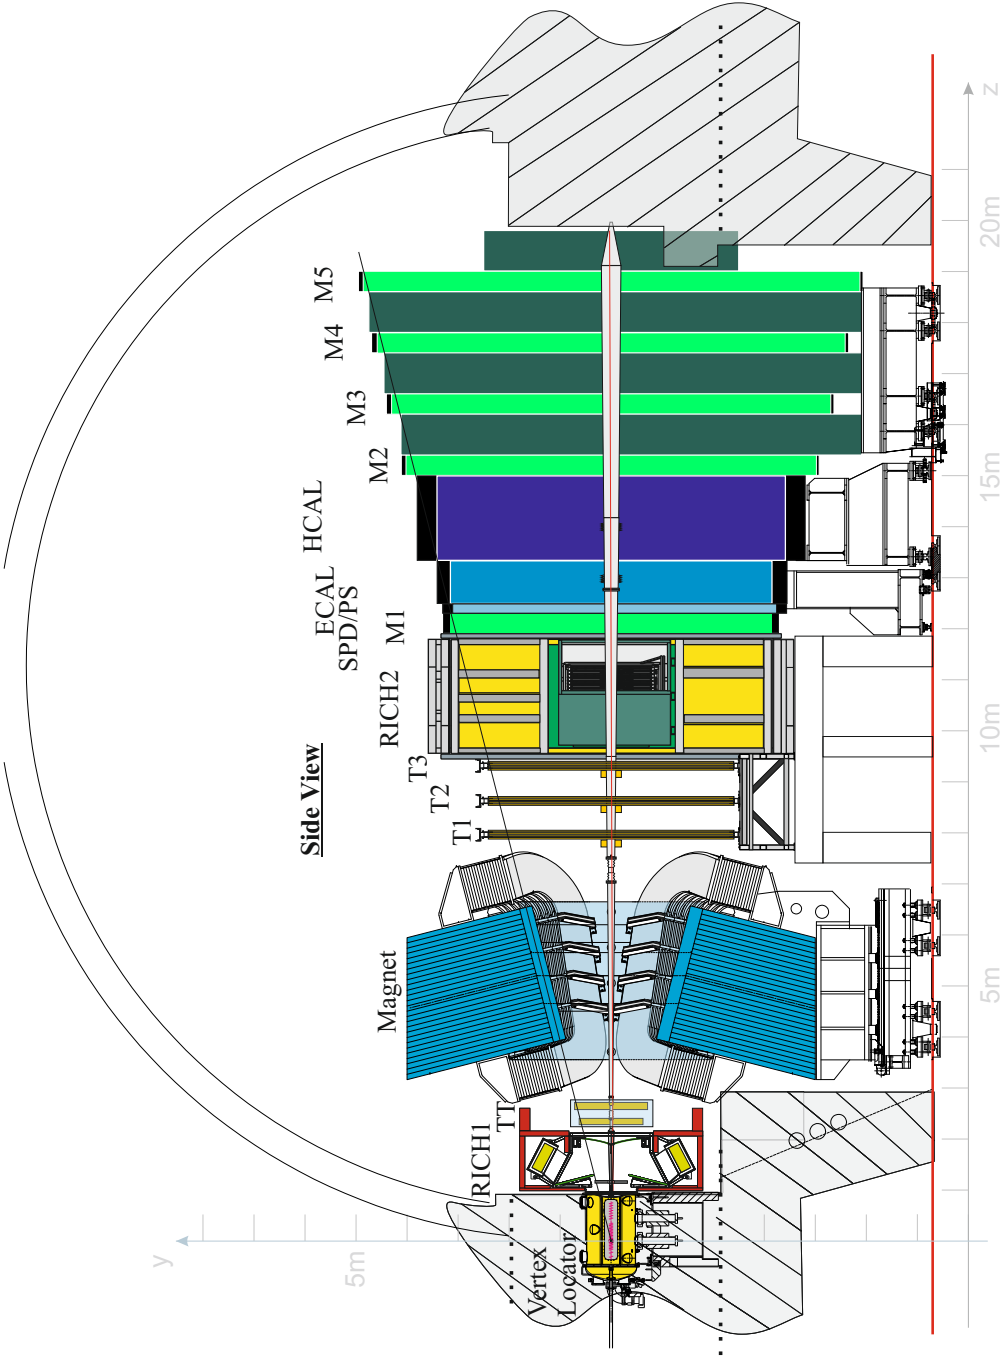 Side View
y
5m
Vertex
Locator
RICH1
TT
Magnet
T1
T2
T3
RICH2
M1
SPD/PS
ECAL
HCAL
M2
M3
M4
M5
5m
10m
15m
20m
z